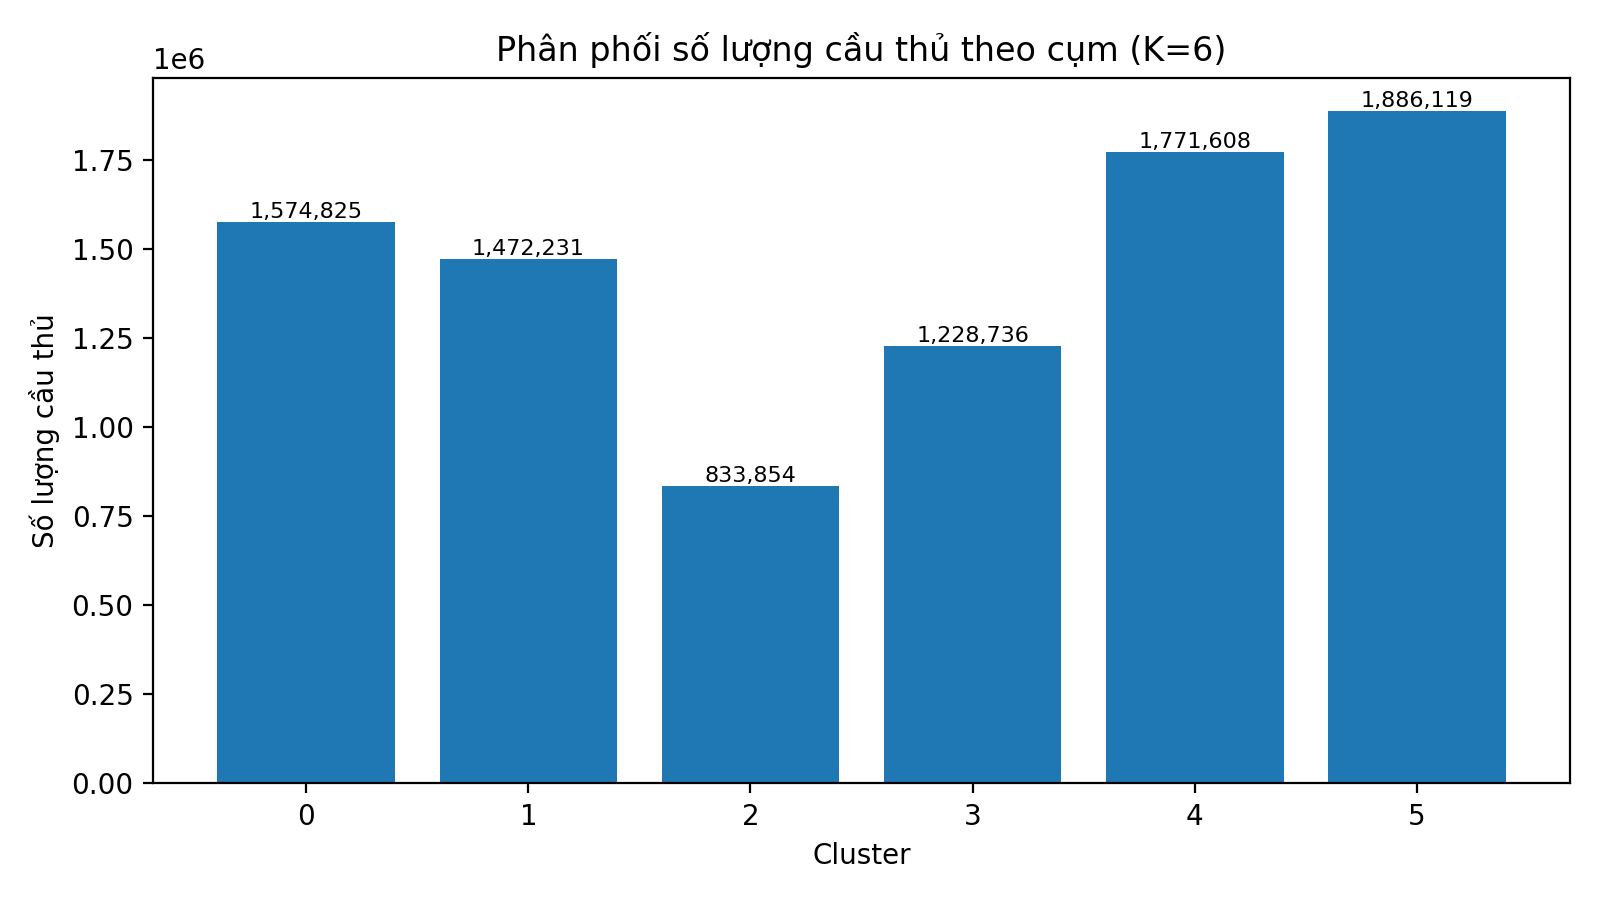 Phân phối số lượng cầu thủ theo cụm (K=6)
1e6
Số lượng cầu thủ
1.75
1.50
1.25
1.00
0.75
0.50
0.25
0.00
1,574,825
1,472,231
833,854
1,228,736
1,771,608
1,886,119
0 1 2 3 4 5
Cluster